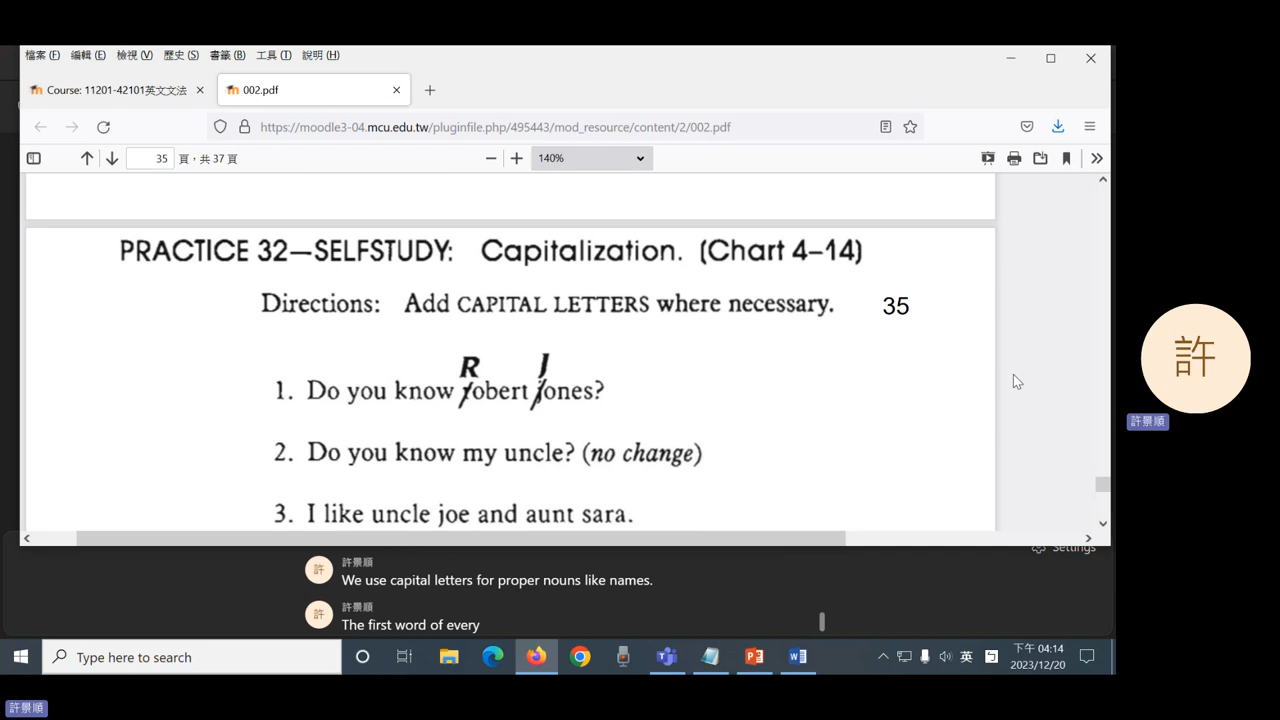 檔案(F) 編輯(E) 檢視(V) 歷史(S) 書籤(B) 工具(T) 說明(H)
Course: 11201-42101英文文法
002.pdf
https://moodle3-04.mcu.edu.tw/pluginfile.php/495443/mod_resource/content/2/002.pdf
35 頁，共 37 頁
140%
PRACTICE 32—SELFSTUDY: Capitalization. (Chart 4–14)
Directions: Add CAPITAL LETTERS where necessary. 35
R J
1. Do you know robert jones?
2. Do you know my uncle? (no change)
3. I like uncle joe and aunt sara.
許
許景順
Settings
許 許景順
We use capital letters for proper nouns like names.
許 許景順
The first word of every
Type here to search
英
下午 04:14
2023/12/20
許景順